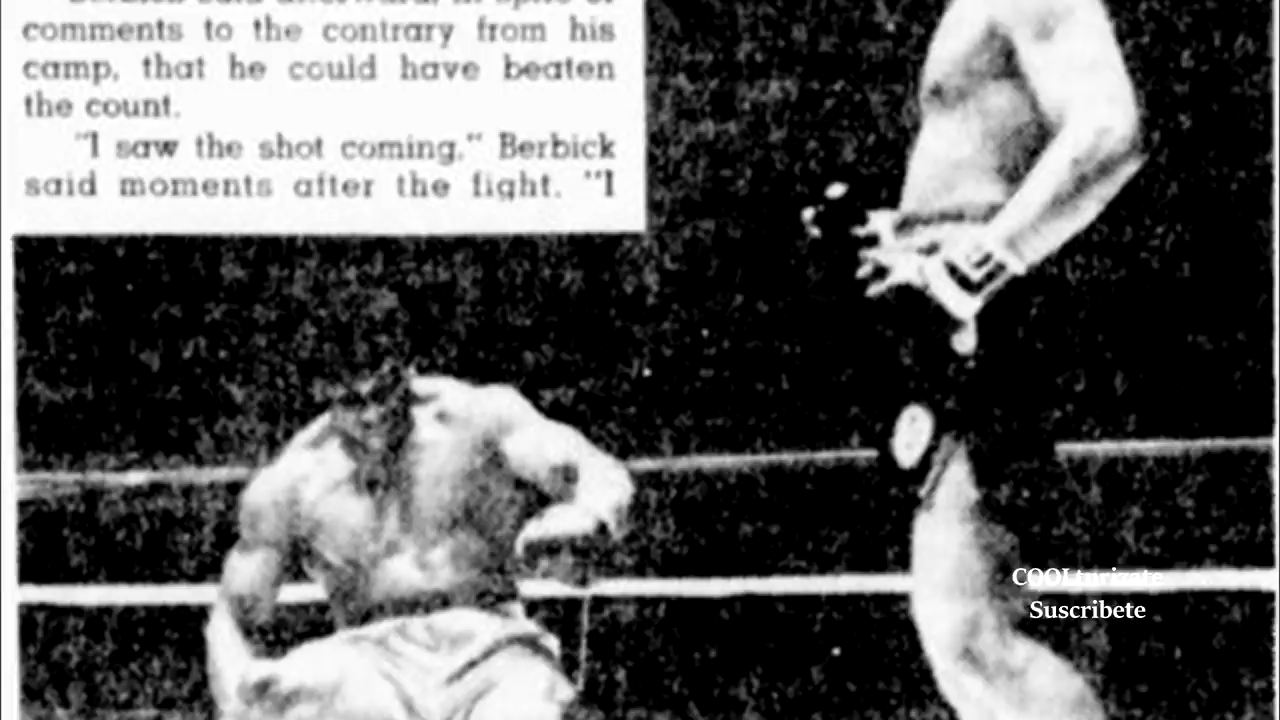 comments to the contrary from his
camp, that he could have beaten
the count.
"I saw the shot coming," Berbick
said moments after the fight. "I
COOLturizate
Suscribete